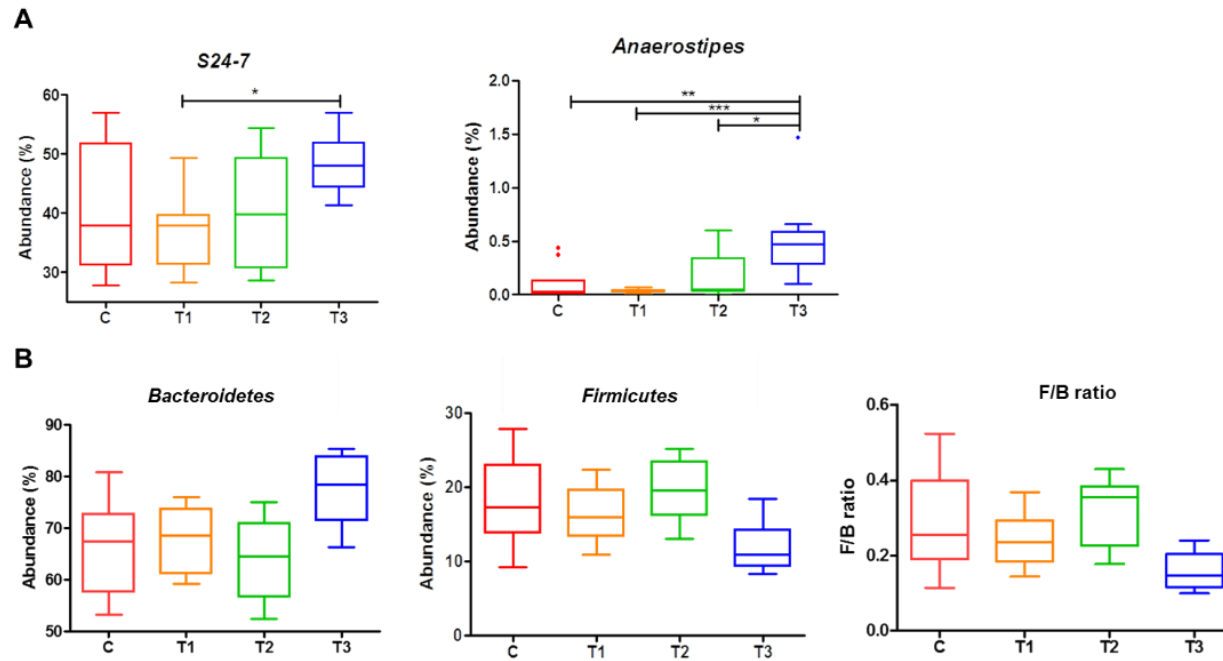 A
S24-7
Abundance (%)
60
50
40
30
*
C T1 T2 T3
Anaerostipes
Abundance (%)
2.0
1.5
1.0
0.5
0.0
**
***
*
C T1 T2 T3
B
Bacteroidetes
Abundance (%)
90
80
70
60
50
C T1 T2 T3
Firmicutes
Abundance (%)
30
20
10
0
C T1 T2 T3
F/B ratio
F/B ratio
0.6
0.4
0.2
0.0
C T1 T2 T3